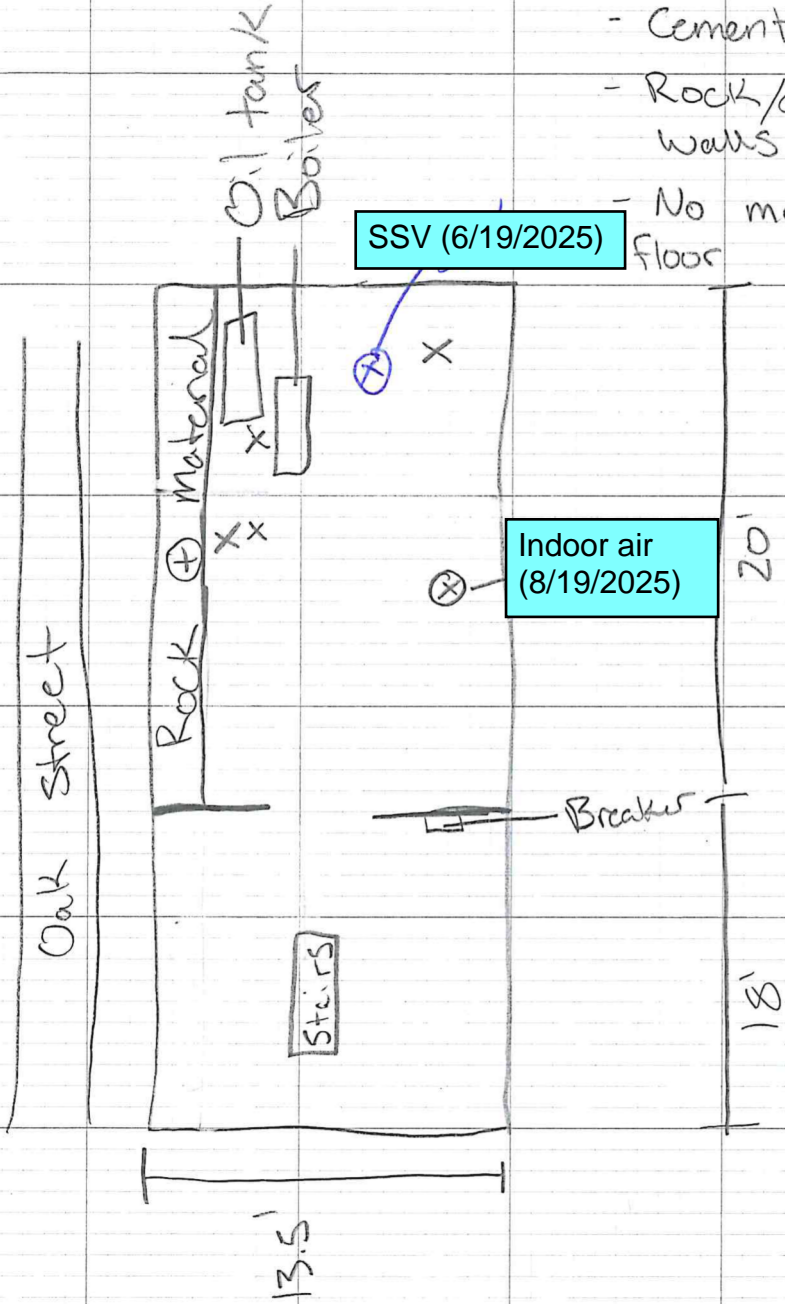 - Cement
- Rock/
walls
- No
floor
Oil tank
Boiler
SSV (6/19/2025)
Rock + Material
X
X
X
X X
Indoor air
(8/19/2025)
X
20'
Oak Street
Breaker
Stairs
18'
13.5'